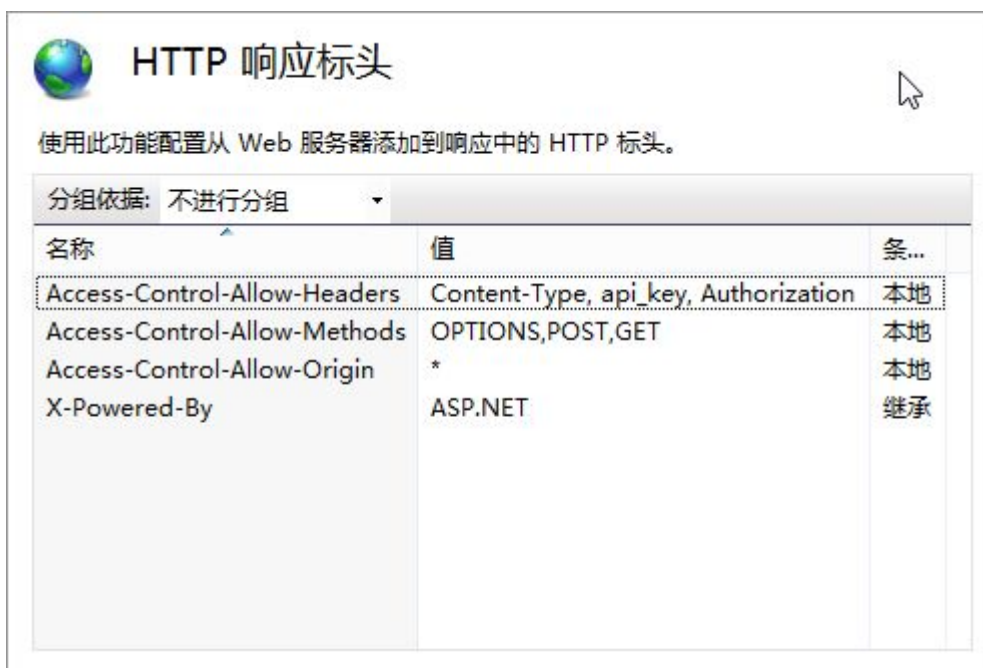 HTTP 响应标头
使用此功能配置从 Web 服务器添加到响应中的 HTTP 标头。
分组依据: 不进行分组
名称 值 条...
Access-Control-Allow-Headers Content-Type, api_key, Authorization 本地
Access-Control-Allow-Methods OPTIONS,POST,GET 本地
Access-Control-Allow-Origin * 本地
X-Powered-By ASP.NET 继承